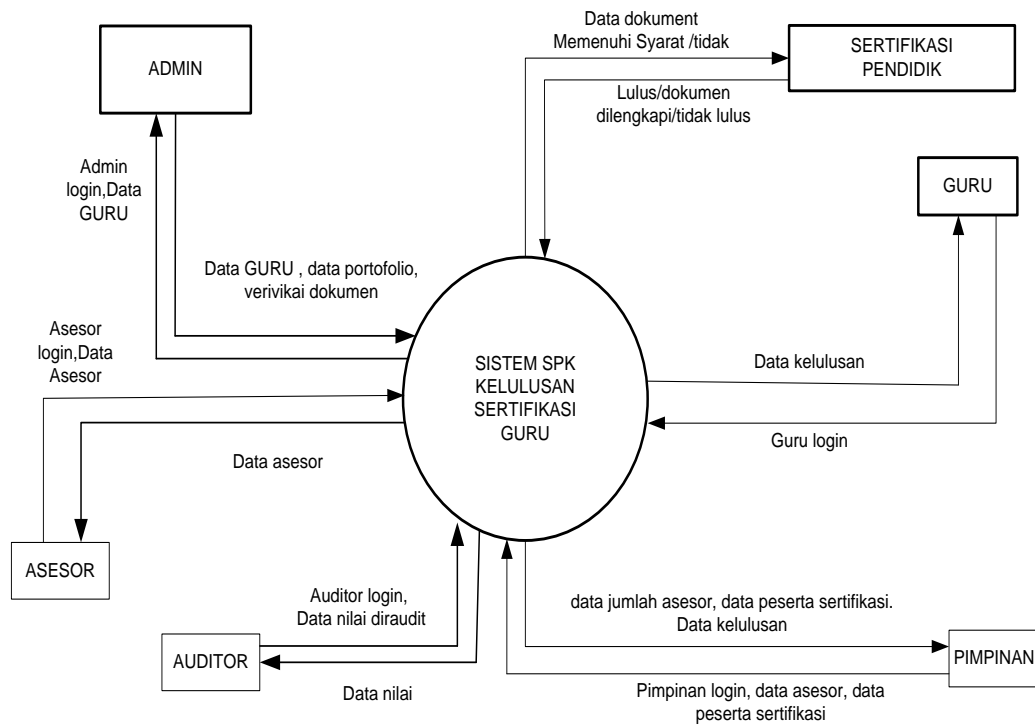 Data dokument
Memenuhi Syarat /tidak
SERTIFIKASI
PENDIDIK
ADMIN
Lulus/dokumen
dilengkapi/tidak lulus
Admin
login,Data
GURU
GURU
Data GURU , data portofolio,
verivikai dokumen
Asesor
login,Data
Asesor
SISTEM SPK
KELULUSAN
SERTIFIKASI
GURU
Data kelulusan
Guru login
Data asesor
ASESOR
Auditor login,
Data nilai diraudit
AUDITOR
Data nilai
data jumlah asesor, data peserta sertifikasi.
Data kelulusan
PIMPINAN
Pimpinan login, data asesor, data
peserta sertifikasi